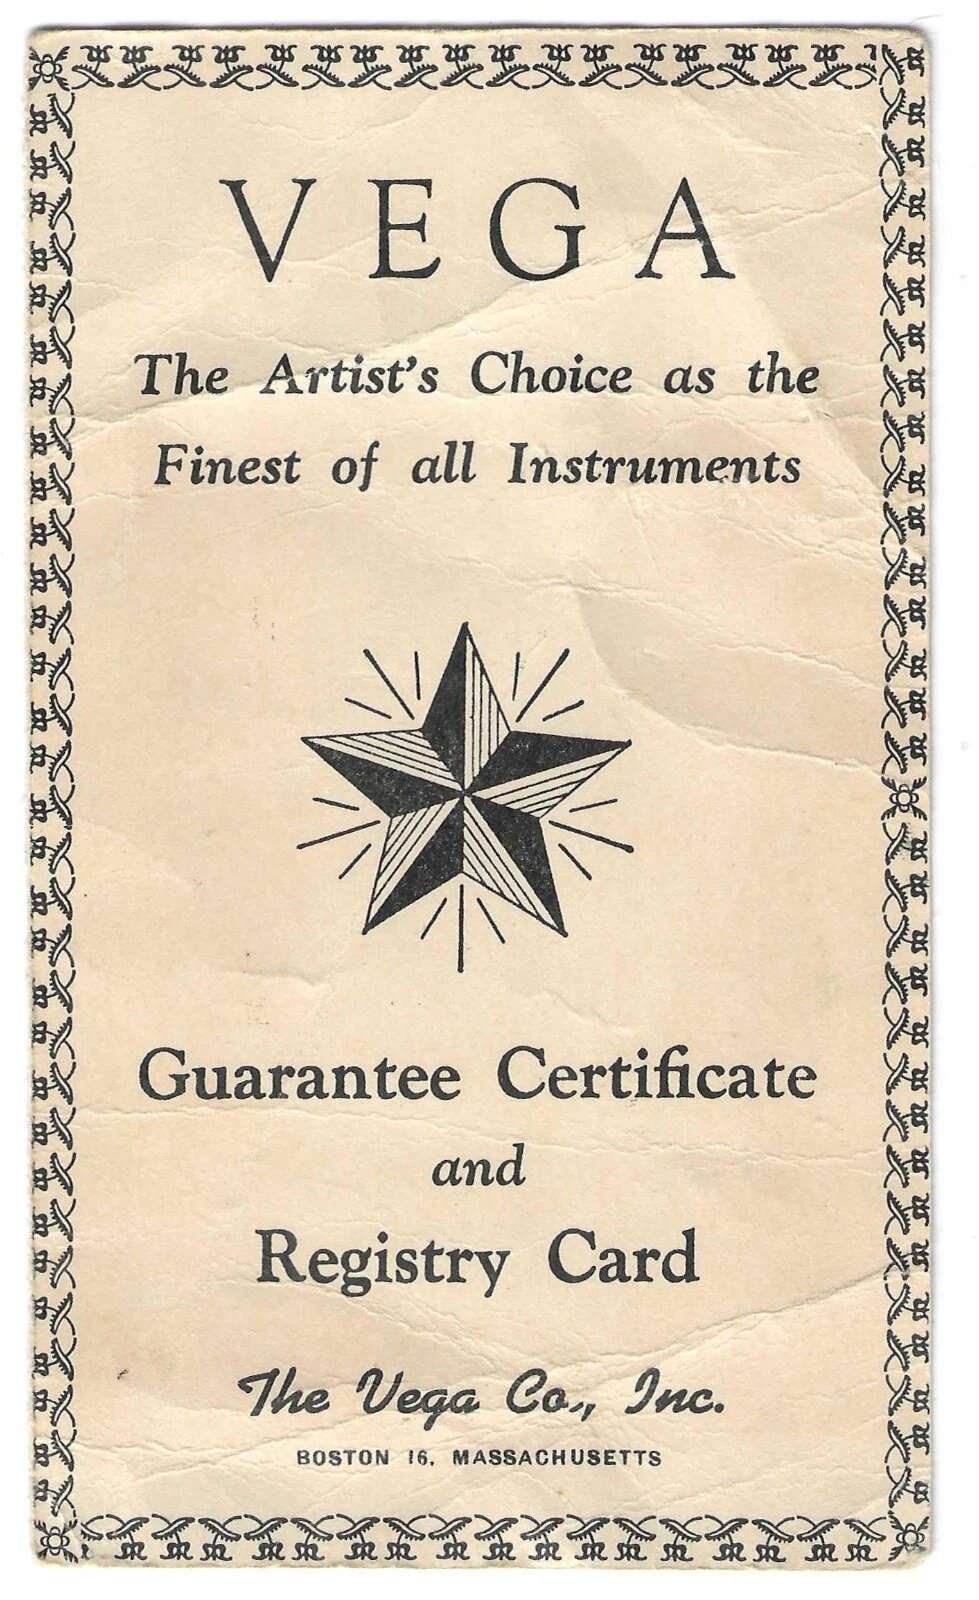 VEGA
The Artist's Choice as the
Finest of all Instruments
Guarantee Certificate
and
Registry Card
The Vega Co., Inc.
BOSTON 16, MASSACHUSETTS